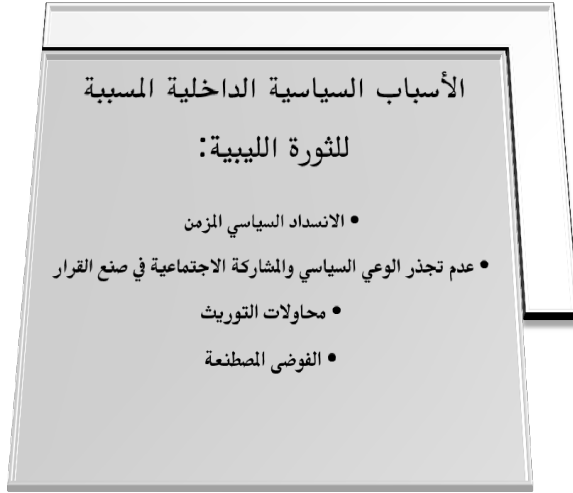 الأسباب السياسية الداخلية المسببة
للثورة الليبية:
• الانسداد السياسي المزمن
• عدم تجذر الوعي السياسي والمشاركة الاجتماعية في صنع القرار
• محاولات التوريث
• الفوضى المصطنعة